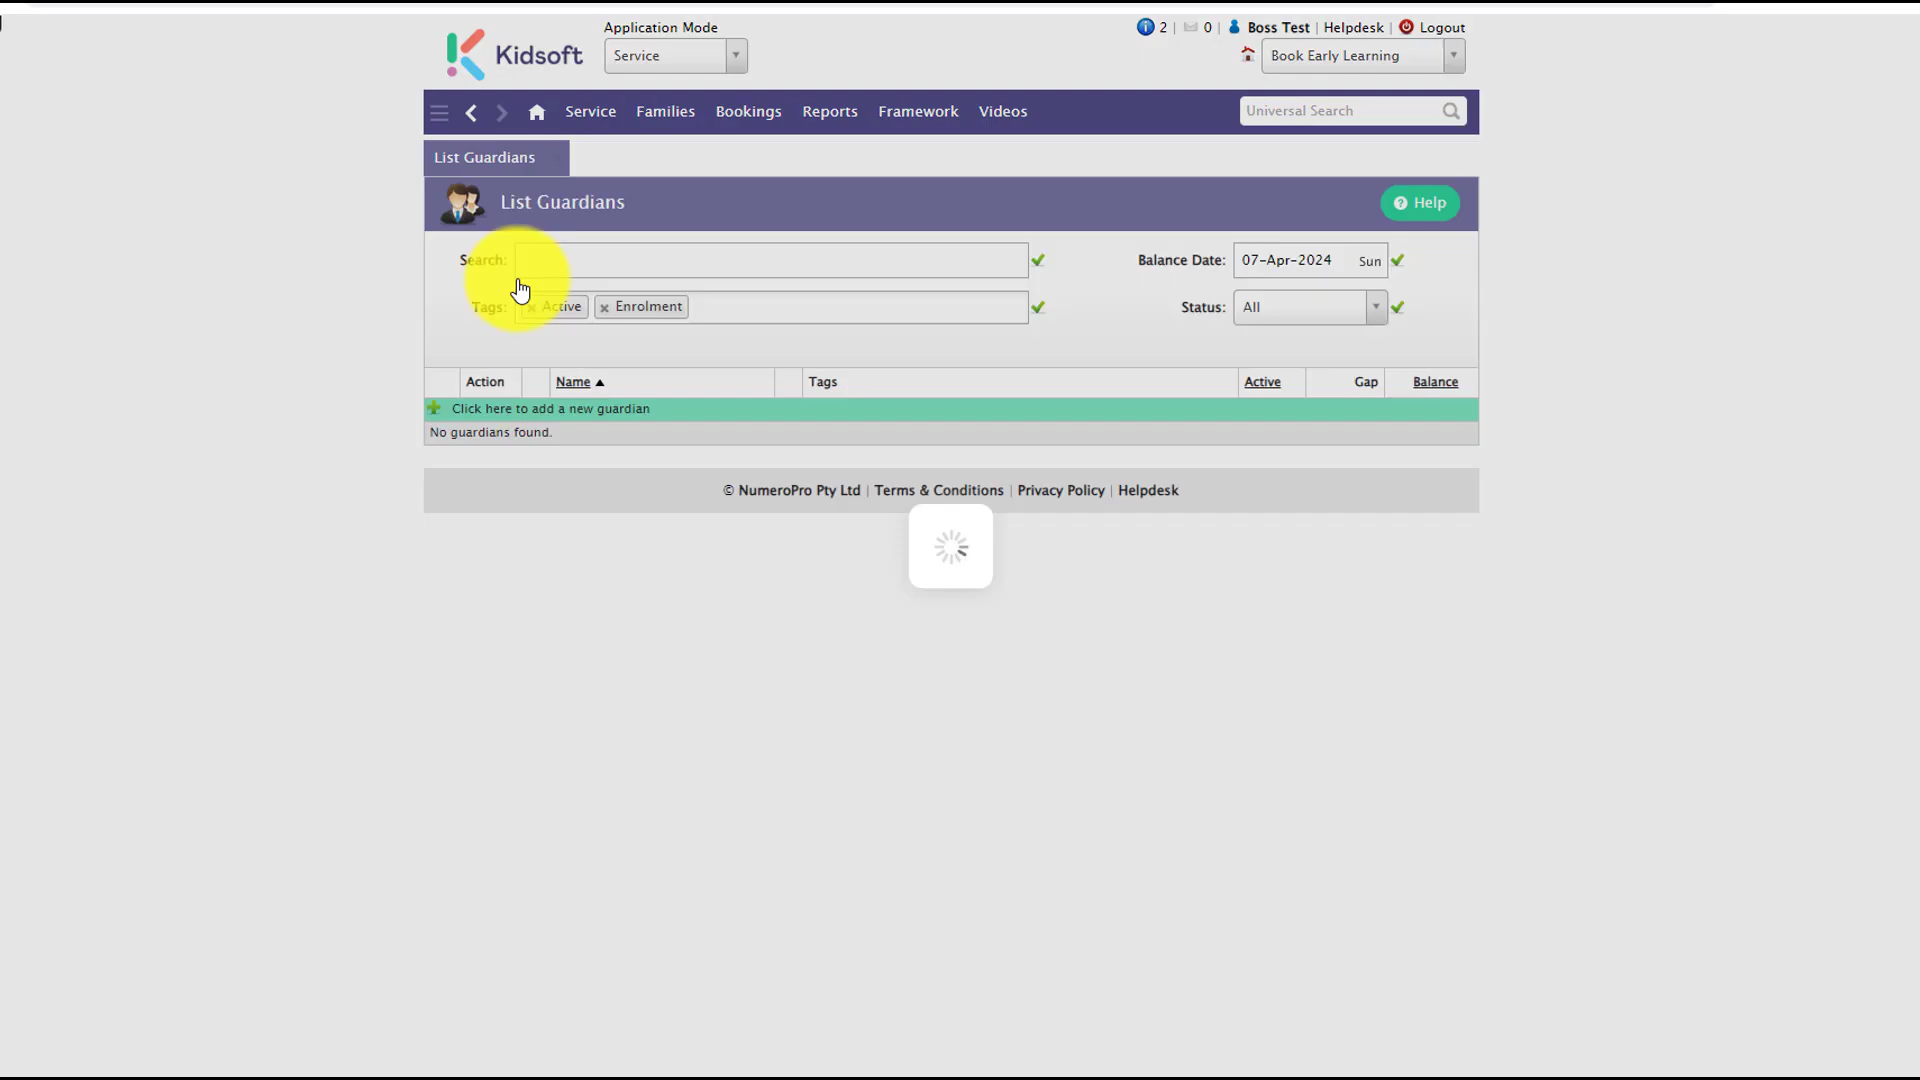 Application Mode
2 | 0 | Boss Test | Helpdesk | Logout
Kidsoft
Service
Book Early Learning
Service Families Bookings Reports Framework Videos
Universal Search
List Guardians
List Guardians
Help
Search:
Balance Date: 07-Apr-2024 Sun
Tags: Active Enrolment
Status: All
Action Name Tags Active Gap Balance
Click here to add a new guardian
No guardians found.
© NumeroPro Pty Ltd | Terms & Conditions | Privacy Policy | Helpdesk